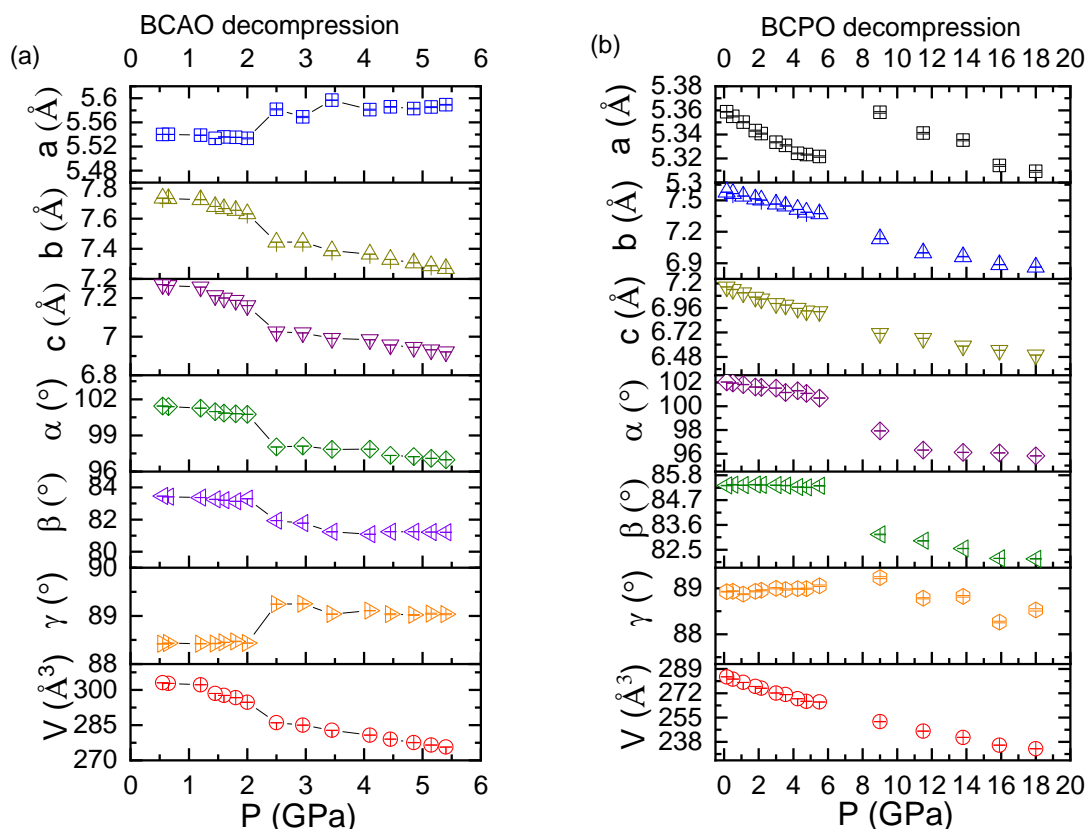 BCAO decompression
(a)
0 1 2 3 4 5 6
a (Å)
5.6
5.56
5.52
5.48
b (Å)
7.8
7.6
7.4
7.2
c (Å)
7.2
7
6.8
α (°)
102
99
96
β (°)
84
82
80
γ (°)
90
89
88
V (Å³)
300
285
270
0 1 2 3 4 5 6
P (GPa)
BCPO decompression
(b)
0 2 4 6 8 10 12 14 16 18 20
a (Å)
5.38
5.36
5.34
5.32
5.3
b (Å)
7.5
7.2
6.9
c (Å)
7.2
6.96
6.72
6.48
α (°)
102
100
98
96
β (°)
85.8
84.7
83.6
82.5
γ (°)
89
88
V (Å³)
289
272
255
238
0 2 4 6 8 10 12 14 16 18 20
P (GPa)